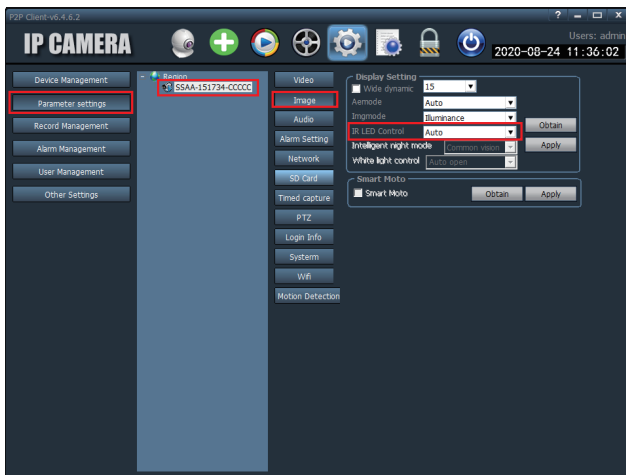 P2P Client-v6.4.6.2
IP CAMERA
Users: admin
2020-08-24 11:36:02
Device Management
Parameter settings
Record Management
Alarm Management
User Management
Other Settings
Region
SSAA-151734-CCCCC
Video
Image
Audio
Alarm Setting
Network
SD Card
Timed capture
PTZ
Login Info
Systerm
Wifi
Motion Detection
Display Setting
Wide dynamic 15
Aemode Auto
Imgmode Illuminance
IR LED Control Auto
Obtain
Intelligent night mode Common vision
Apply
White light control Auto open
Smart Moto
Smart Moto Obtain Apply